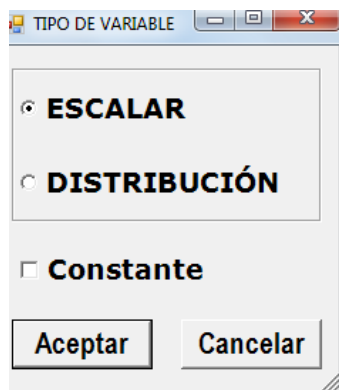 TIPO DE VARIABLE
ESCALAR
DISTRIBUCIÓN
Constante
Aceptar Cancelar